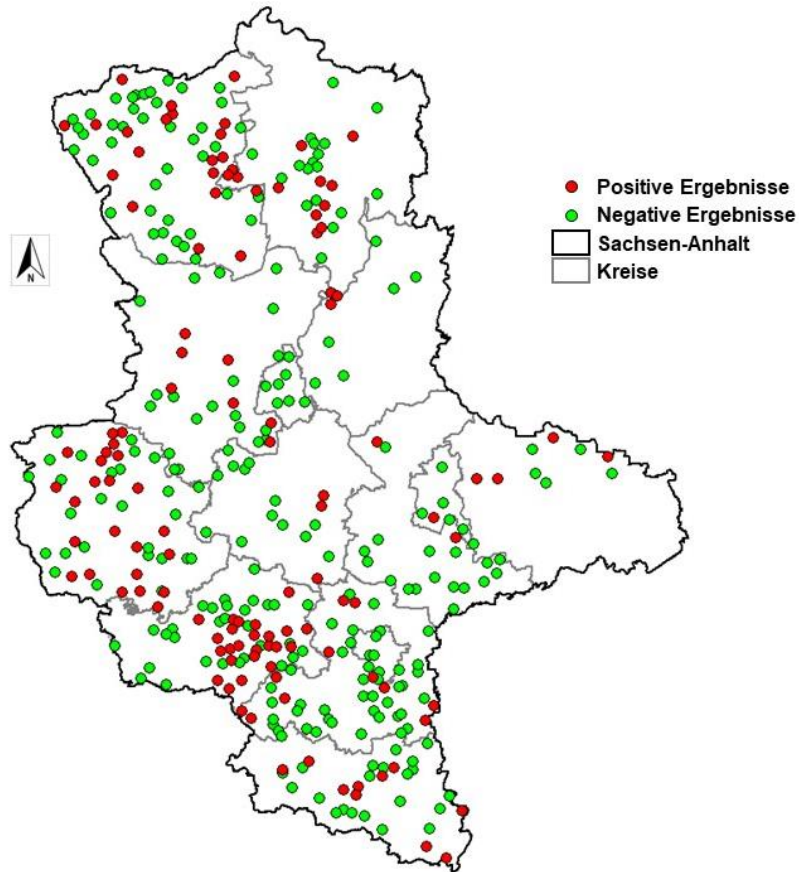 Positive Ergebnisse
Negative Ergebnisse
Sachsen-Anhalt
Kreise
N